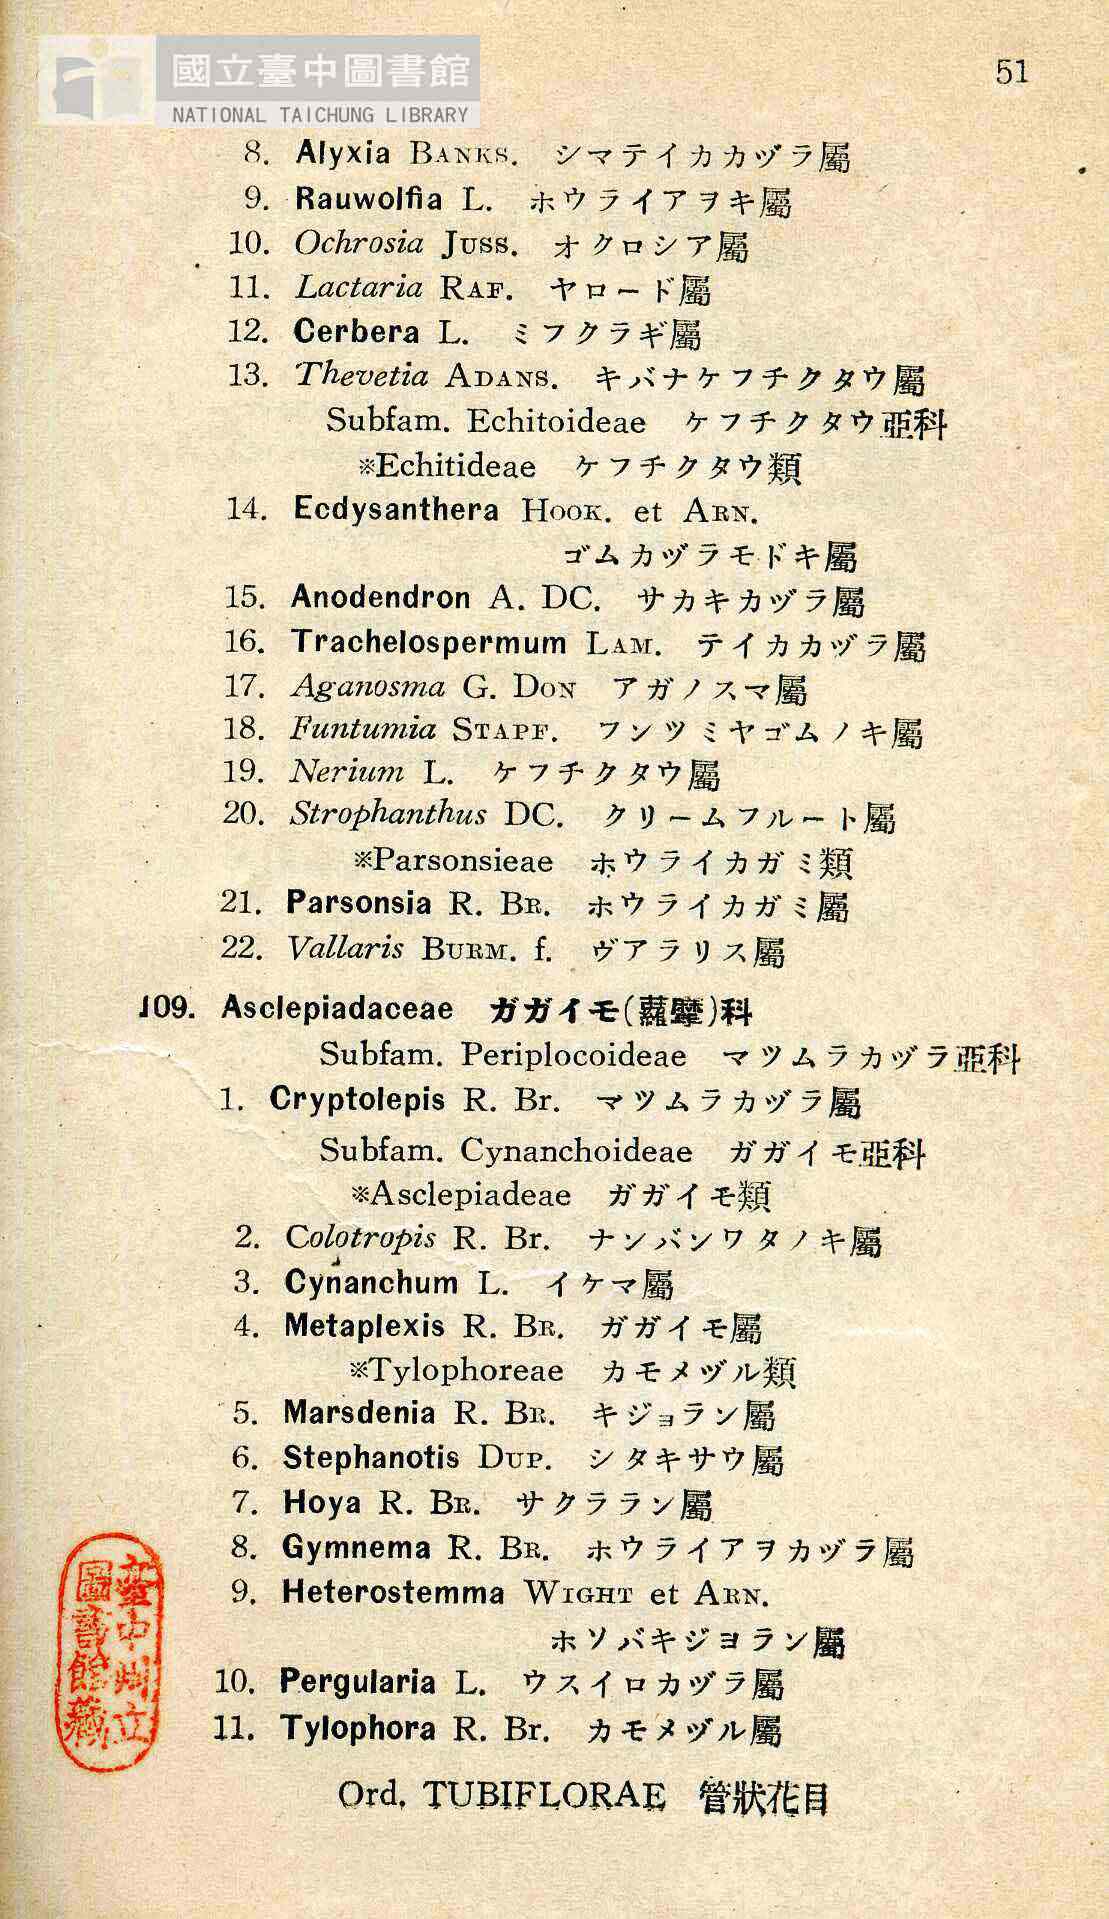 國立臺中圖書館
NATIONAL TAICHUNG LIBRARY
51
8. Alyxia BANKS. シマテイカカヅラ屬
9. Rauwolfia L. ホウライアヲキ屬
10. Ochrosia JUSS. オクロシア屬
11. Lactaria RAF. ヤロード屬
12. Cerbera L. ミフクラギ屬
13. Thevetia ADANS. キバナケフチクタウ屬
Subfam. Echitoideae ケフチクタウ亞科
※Echitideae ケフチクタウ類
14. Ecdysanthera HOOK. et ARN.
ゴムカヅラモドキ屬
15. Anodendron A. DC. サカキカヅラ屬
16. Trachelospermum LAM. テイカカヅラ屬
17. Aganosma G. DON アガノスマ屬
18. Funtumia STAPF. フンツミヤゴムノキ屬
19. Nerium L. ケフチクタウ屬
20. Strophanthus DC. クリームフルート屬
※Parsonsieae ホウライカガミ類
21. Parsonsia R. BR. ホウライカガミ屬
22. Vallaris BURM. f. ヴアラリス屬
109. Asclepiadaceae ガガイモ(蘿藦)科
Subfam. Periplocoideae マツムラカヅラ亞科
1. Cryptolepis R. Br. マツムラカヅラ屬
Subfam. Cynanchoideae ガガイモ亞科
※Asclepiadeae ガガイモ類
2. Colotropis R. Br. ナンバンワタノキ屬
3. Cynanchum L. イケマ屬
4. Metaplexis R. BR. ガガイモ屬
※Tylophoreae カモメヅル類
5. Marsdenia R. BR. キジョラン屬
6. Stephanotis DUP. シタキサウ屬
7. Hoya R. BR. サクララン屬
8. Gymnema R. BR. ホウライアヲカヅラ屬
9. Heterostemma WIGHT et ARN.
ホソバキジヨラン屬
10. Pergularia L. ウスイロカヅラ屬
11. Tylophora R. Br. カモメヅル屬
Ord. TUBIFLORAE 管狀花目
臺中州立
圖書館藏